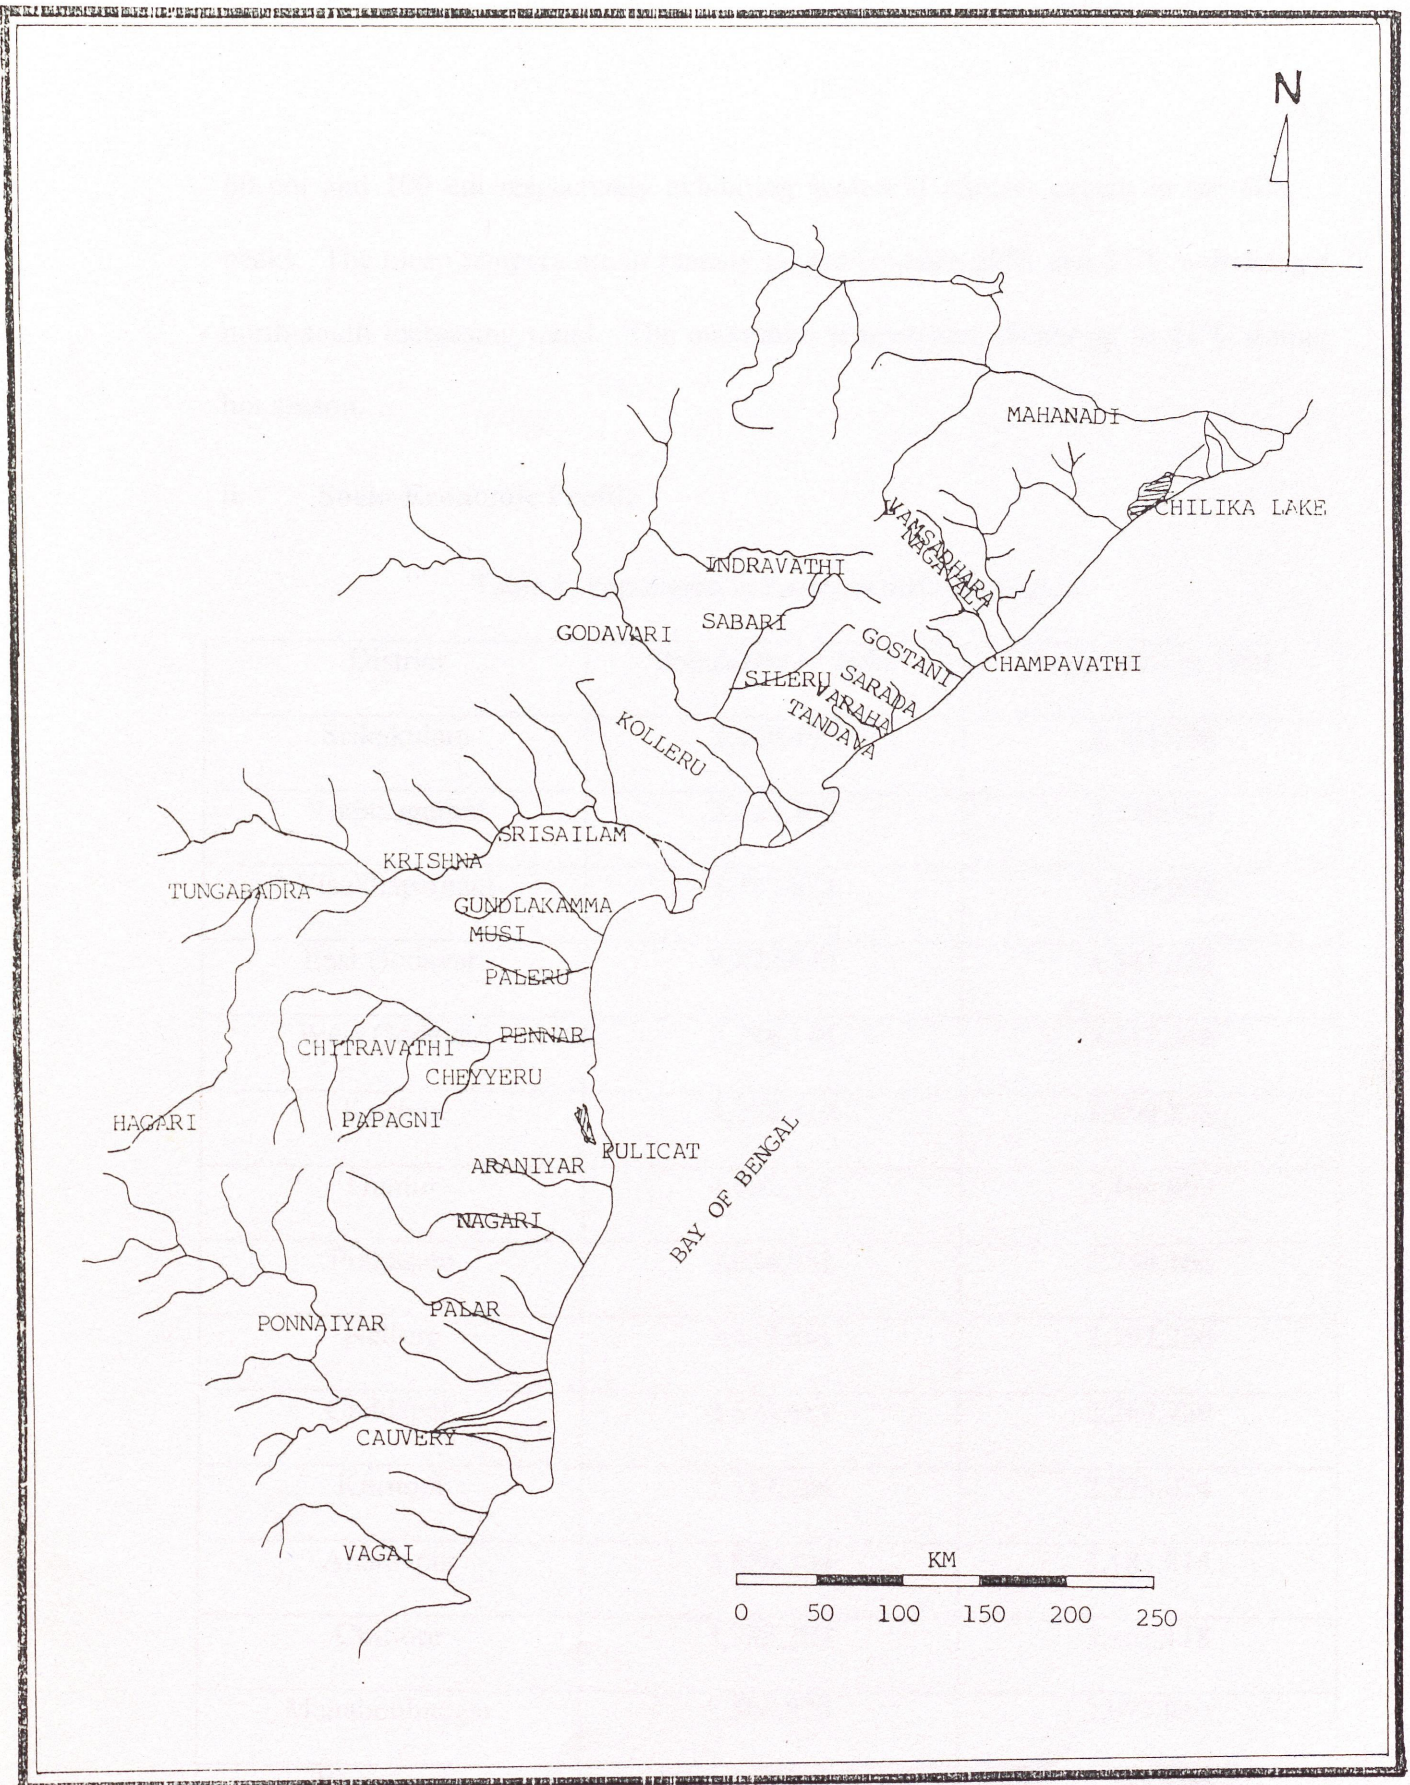 N
MAHANADI
CHILIKA LAKE
VAMSADHARA
NAGAVALI
INDRAVATHI
SABARI
GODAVARI
GOSTANI
CHAMPAVATHI
SILERU
SARADA
VARAHA
TANDAVA
KOLLERU
SRISAILAM
KRISHNA
TUNGABADRA
GUNDLAKAMMA
MUSI
PALERU
PENNAR
CHITRAVATHI
CHEYYERU
HAGARI
PAPAGNI
PULICAT
ARANIYAR
BAY OF BENGAL
NAGARI
PALAR
PONNAIYAR
CAUVERY
VAGAI
KM
0 50 100 150 200 250